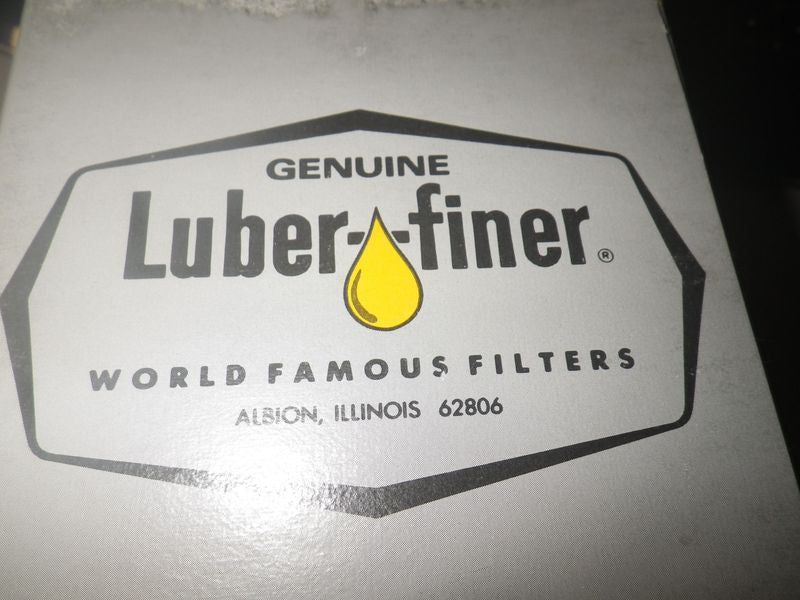 GENUINE
Luber-finer®
WORLD FAMOUS FILTERS
ALBION, ILLINOIS 62806